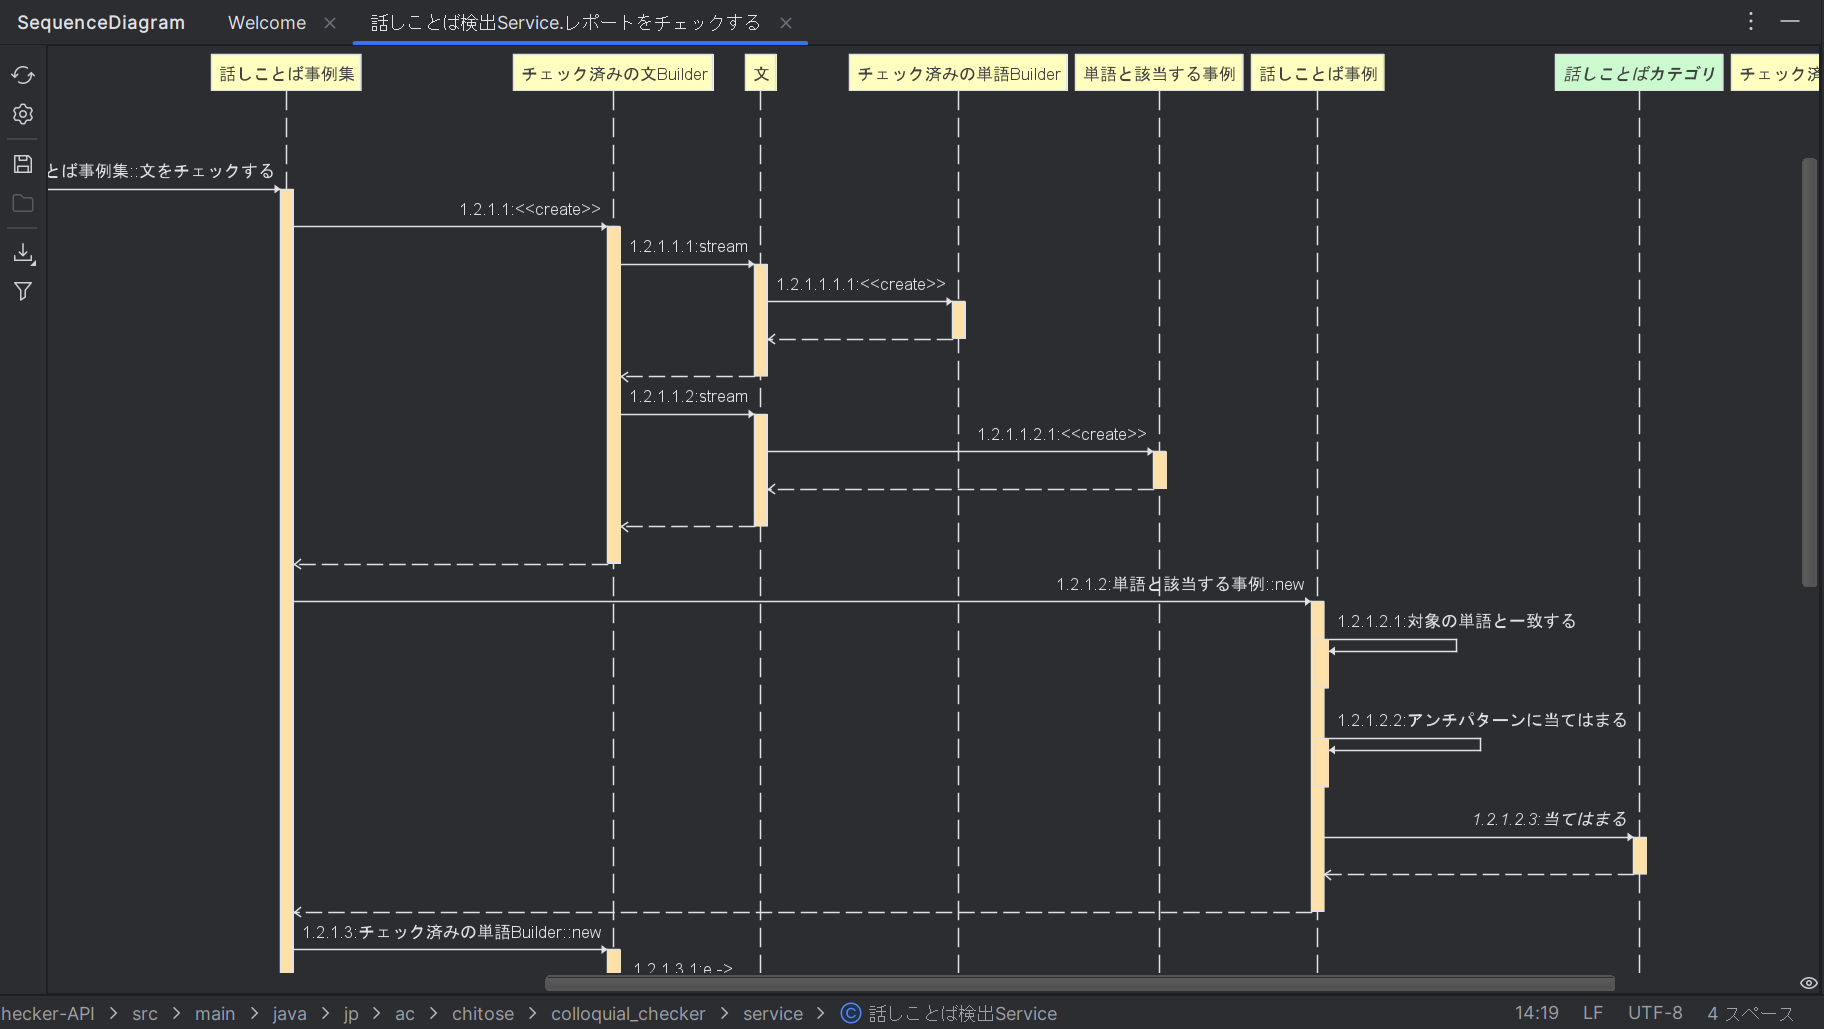 SequenceDiagram Welcome 話しことば検出Service.レポートをチェックする
話しことば事例集 チェック済みの文Builder 文 チェック済みの単語Builder 単語と該当する事例 話しことば事例 話しことばカテゴリ チェック済
とば事例集::文をチェックする
1.2.1.1:<<create>>
1.2.1.1.1:stream
1.2.1.1.1.1:<<create>>
1.2.1.1.2:stream
1.2.1.1.2.1:<<create>>
1.2.1.2:単語と該当する事例::new
1.2.1.2.1:対象の単語と一致する
1.2.1.2.2:アンチパターンに当てはまる
1.2.1.2.3:当てはまる
1.2.1.3:チェック済みの単語Builder::new
1.2.1.3.1:e ->
hecker-API > src > main > java > jp > ac > chitose > colloquial_checker > service > 話しことば検出Service 14:19 LF UTF-8 4 スペース